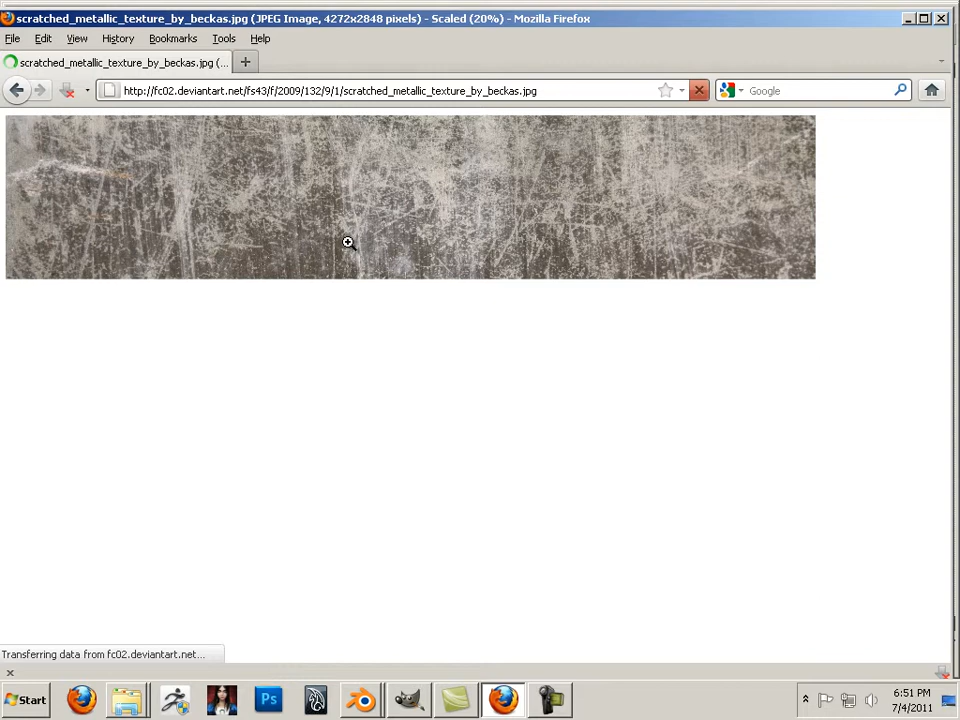 scratched_metallic_texture_by_beckas.jpg (JPEG Image, 4272x2848 pixels) - Scaled (20%) - Mozilla Firefox
File Edit View History Bookmarks Tools Help
scratched_metallic_texture_by_beckas.jpg (...
http://fc02.deviantart.net/fs43/f/2009/132/9/1/scratched_metallic_texture_by_beckas.jpg
Google
Transferring data from fc02.deviantart.net...
Start
Ps
6:51 PM
7/4/2011